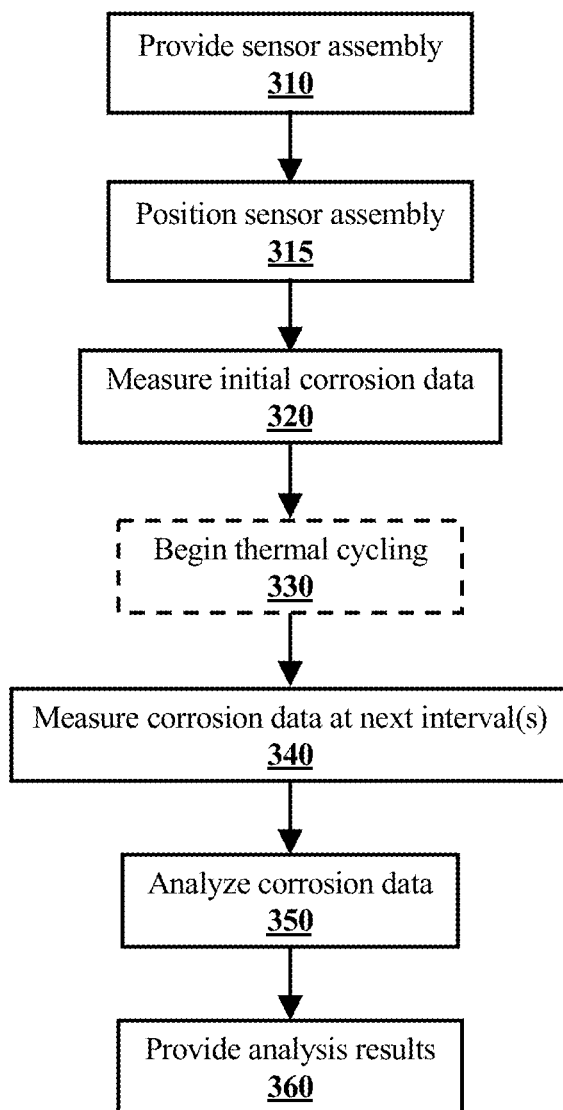 Provide sensor assembly
310
Position sensor assembly
315
Measure initial corrosion data
320
Begin thermal cycling
330
Measure corrosion data at next interval(s)
340
Analyze corrosion data
350
Provide analysis results
360